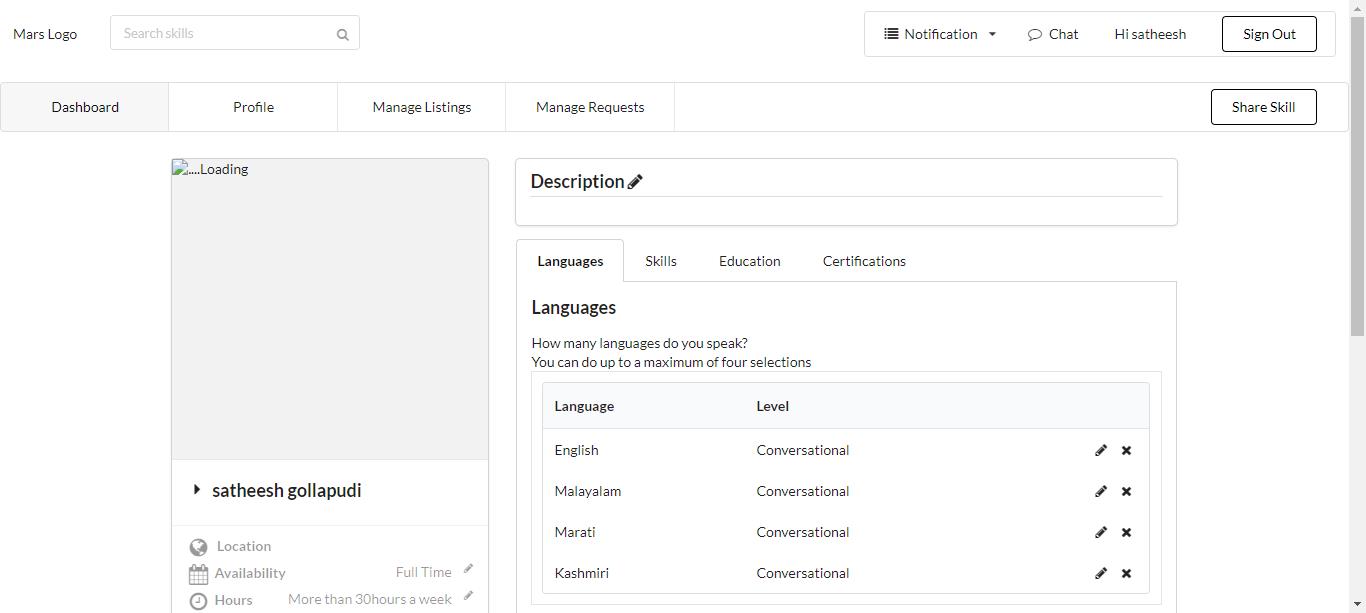 Mars Logo
Search skills
Notification
Chat
Hi satheesh
Sign Out
Dashboard
Profile
Manage Listings
Manage Requests
Share Skill
....Loading
satheesh gollapudi
Location
Availability
Full Time
Hours
More than 30hours a week
Description
Languages
Skills
Education
Certifications
Languages
How many languages do you speak?
You can do up to a maximum of four selections
Language
Level
English
Conversational
Malayalam
Conversational
Marati
Conversational
Kashmiri
Conversational